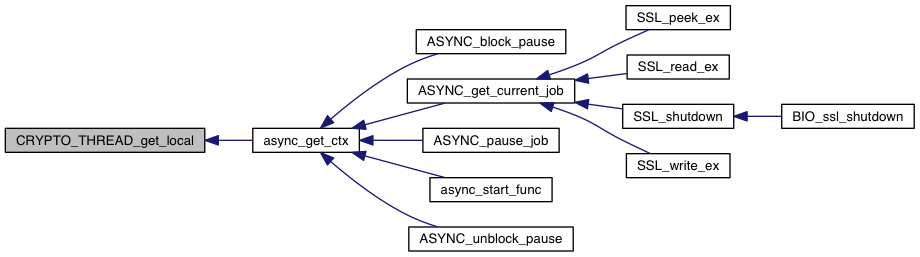 CRYPTO_THREAD_get_local
async_get_ctx
ASYNC_block_pause
ASYNC_get_current_job
ASYNC_pause_job
async_start_func
ASYNC_unblock_pause
SSL_peek_ex
SSL_read_ex
SSL_shutdown
SSL_write_ex
BIO_ssl_shutdown